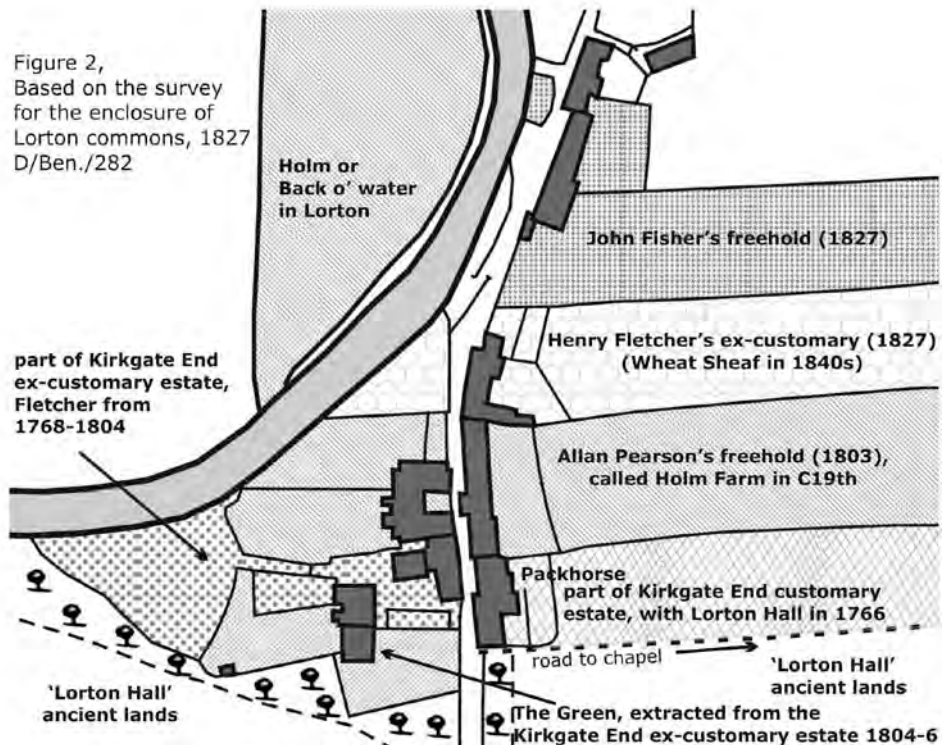 Figure 2,
Based on the survey
for the enclosure of
Lorton commons, 1827
D/Ben./282
Holm or
Back o' water
in Lorton
John Fisher's freehold (1827)
Henry Fletcher's ex-customary (1827)
(Wheat Sheaf in 1840s)
part of Kirkgate End
ex-customary estate,
Fletcher from
1768-1804
Allan Pearson's freehold (1803),
called Holm Farm in C19th
Packhorse
part of Kirkgate End customary
estate, with Lorton Hall in 1766
road to chapel
'Lorton Hall'
ancient lands
'Lorton Hall'
ancient lands
The Green, extracted from the
Kirkgate End ex-customary estate 1804-6